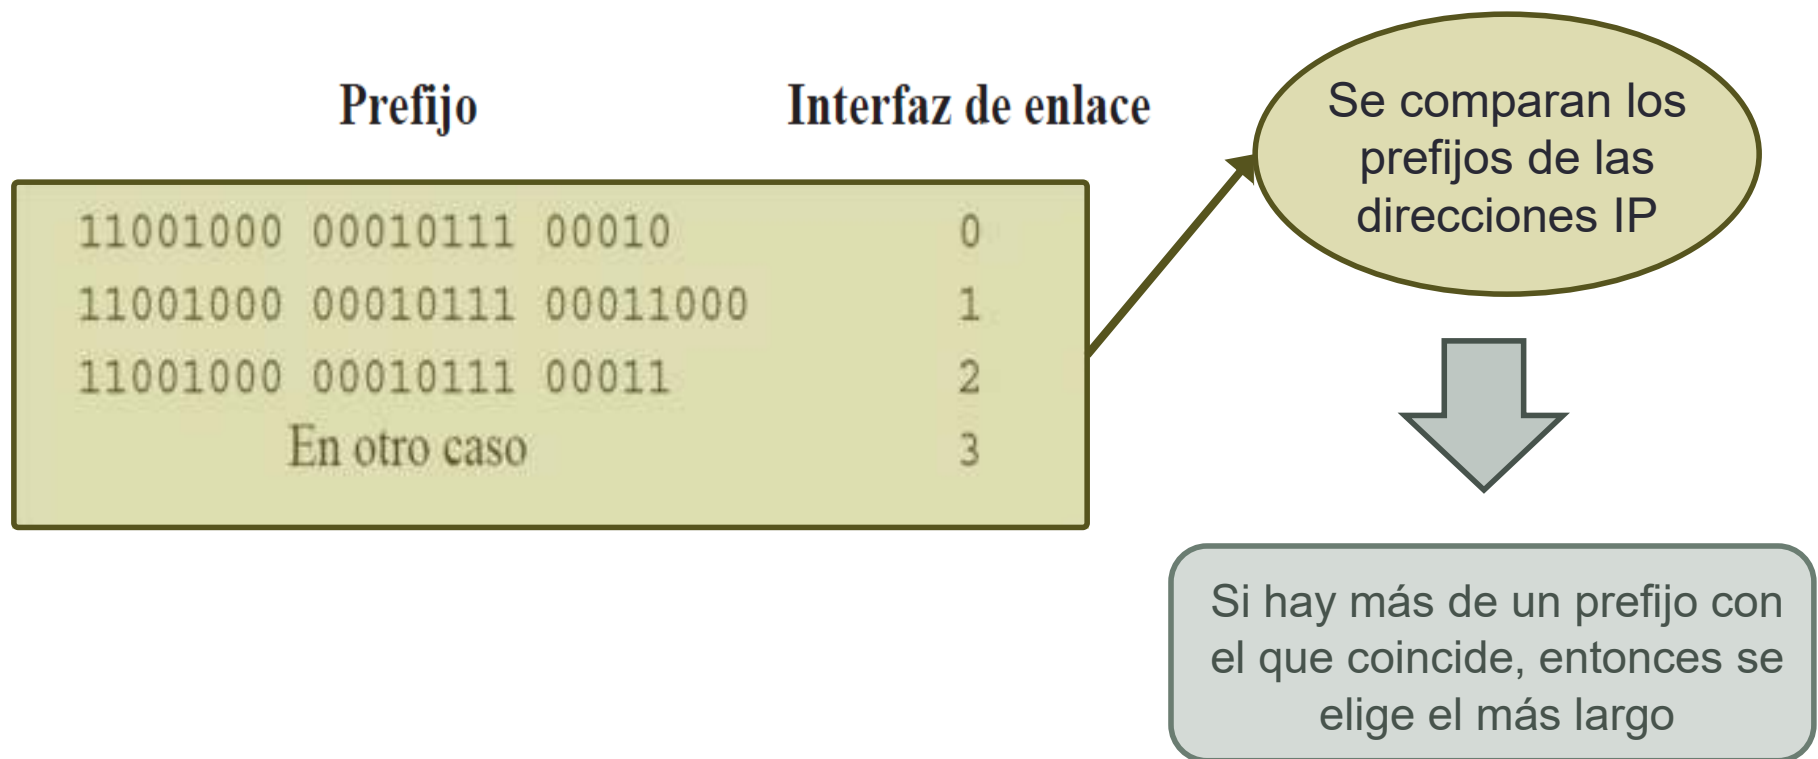 Prefijo Interfaz de enlace
11001000 00010111 00010 0
11001000 00010111 00011000 1
11001000 00010111 00011 2
En otro caso 3
Se comparan los
prefijos de las
direcciones IP
Si hay más de un prefijo con
el que coincide, entonces se
elige el más largo